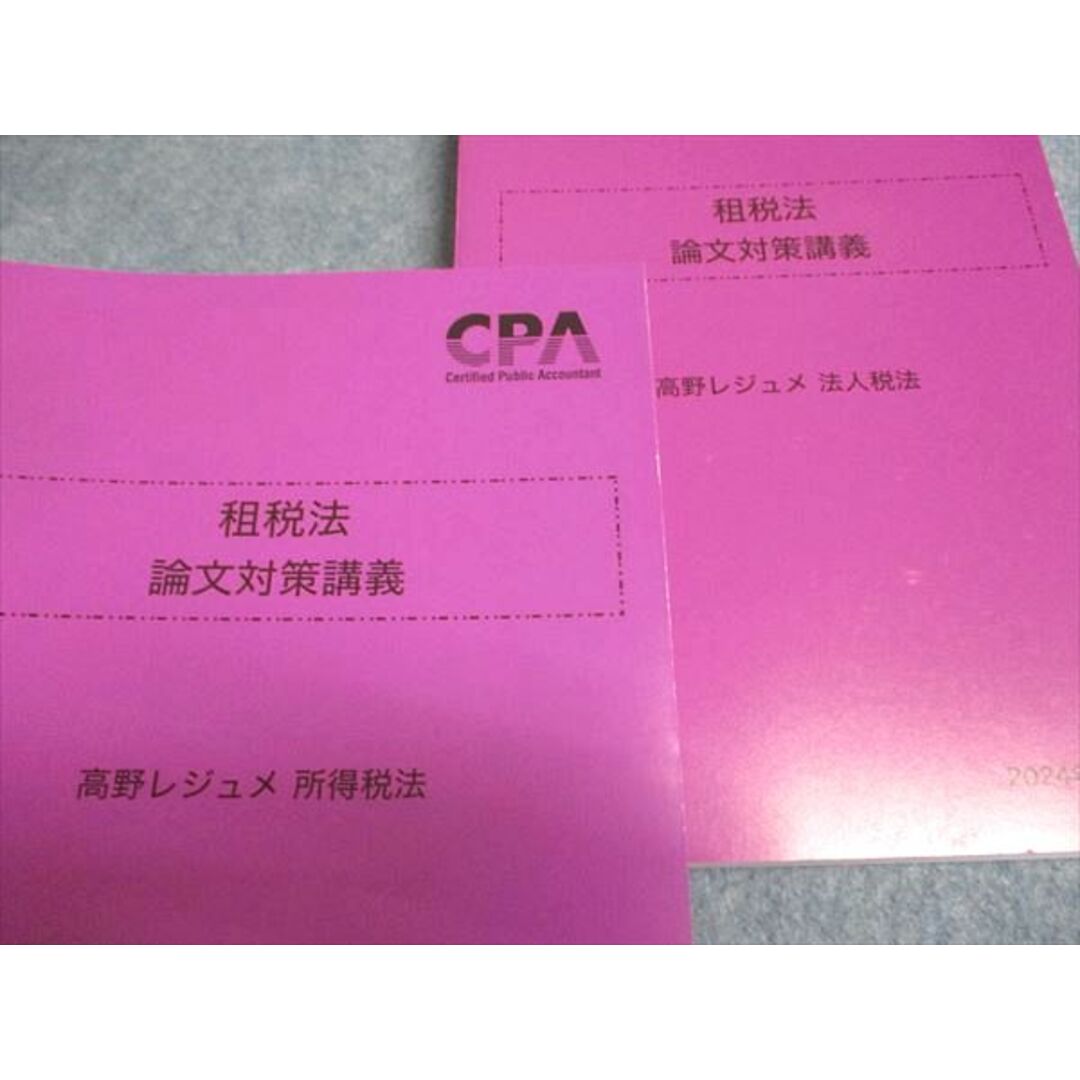 租税法
論文対策講義
高野レジュメ 法人税法
2024
CPA
Certified Public Accountant
租税法
論文対策講義
高野レジュメ 所得税法